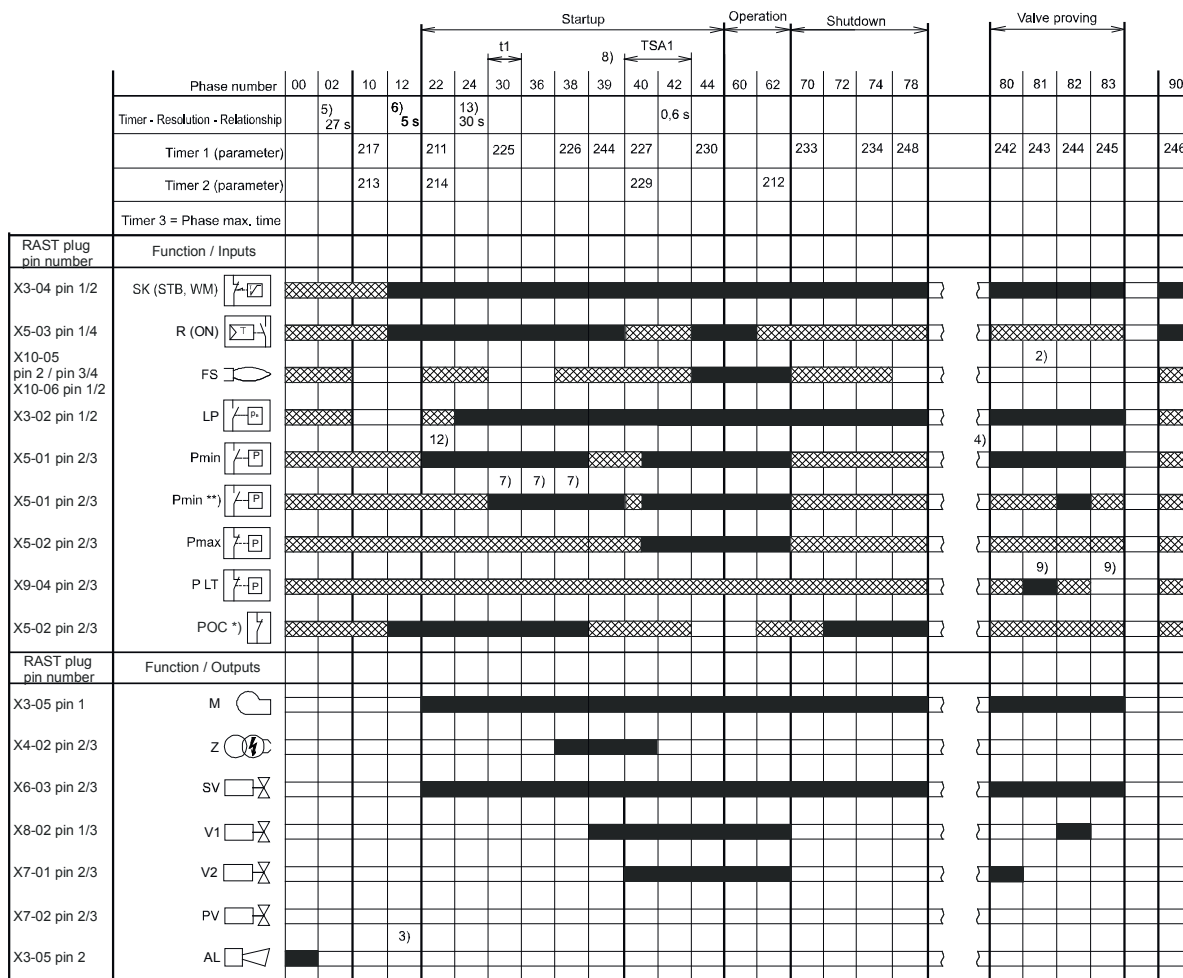 Startup Operation Shutdown Valve proving
t1 8) TSA1
Phase number 00 02 10 12 22 24 30 36 38 39 40 42 44 60 62 70 72 74 78 80 81 82 83 90
Timer - Resolution - Relationship 5) 27 s 6) 5 s 13) 30 s 0,6 s
Timer 1 (parameter) 217 211 225 226 244 227 230 233 234 248 242 243 244 245 246
Timer 2 (parameter) 213 214 229 212
Timer 3 = Phase max. time
RAST plug pin number Function / Inputs
X3-04 pin 1/2 SK (STB, WM)
X5-03 pin 1/4 R (ON) T
2)
X10-05
pin 2 / pin 3/4 FS
X10-06 pin 1/2
X3-02 pin 1/2 LP
12) 4)
X5-01 pin 2/3 Pmin P
7) 7) 7)
X5-01 pin 2/3 Pmin **) P
X5-02 pin 2/3 Pmax P
9) 9)
X9-04 pin 2/3 P LT P
X5-02 pin 2/3 POC *)
RAST plug pin number Function / Outputs
X3-05 pin 1 M
X4-02 pin 2/3 Z
X6-03 pin 2/3 SV
X8-02 pin 1/3 V1
X7-01 pin 2/3 V2
X7-02 pin 2/3 PV
3)
X3-05 pin 2 AL